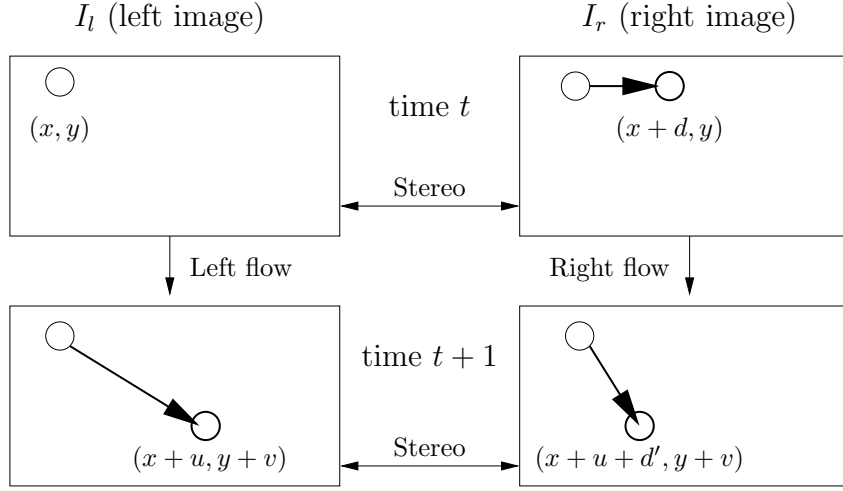 I_l (left image)
I_r (right image)
(x, y)
time t
(x + d, y)
Stereo
Left flow
Right flow
time t + 1
(x + u, y + v)
Stereo
(x + u + d′, y + v)